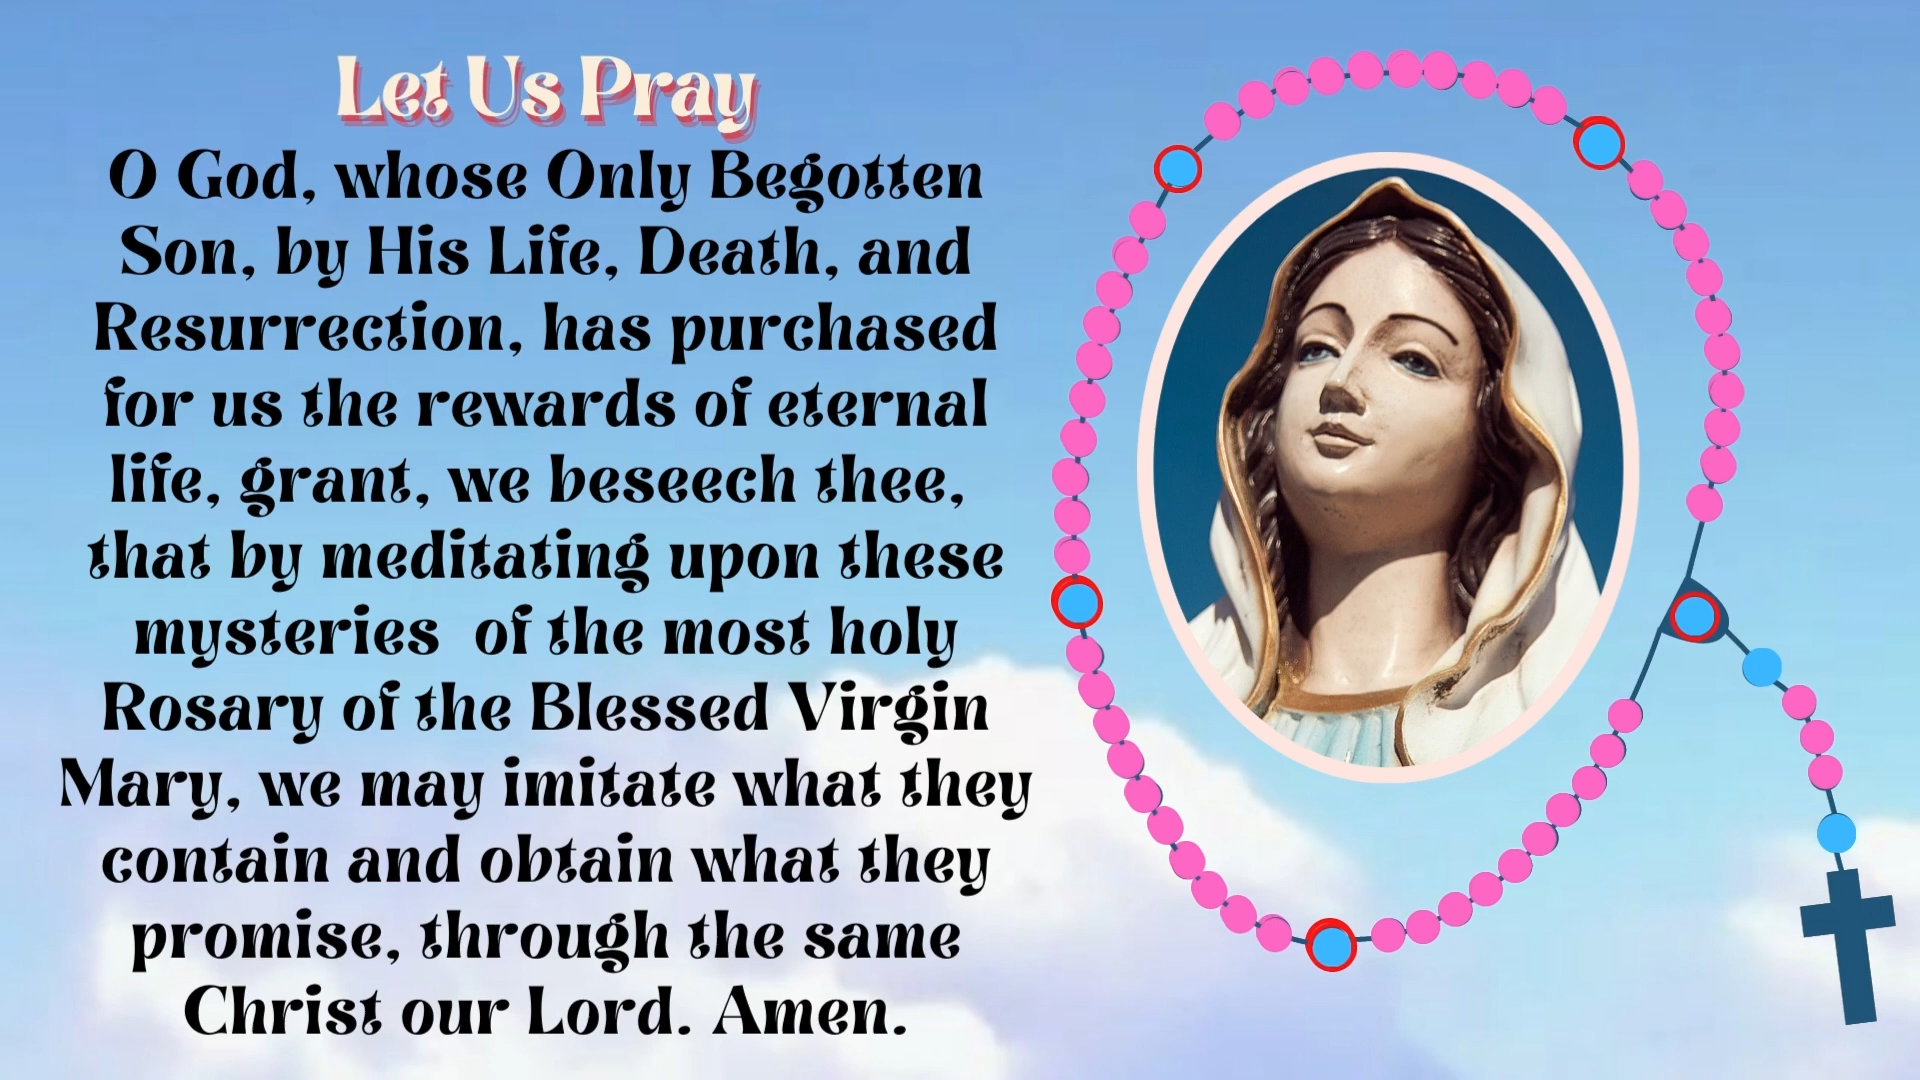 Let Us Pray
O God, whose Only Begotten
Son, by His Life, Death, and
Resurrection, has purchased
for us the rewards of eternal
life, grant, we beseech thee,
that by meditating upon these
mysteries of the most holy
Rosary of the Blessed Virgin
Mary, we may imitate what they
contain and obtain what they
promise, through the same
Christ our Lord. Amen.